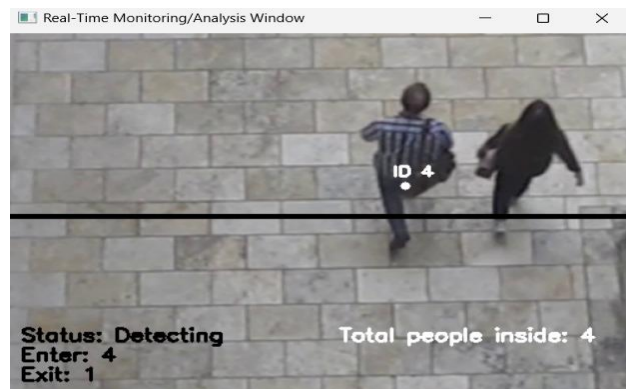 Real-Time Monitoring/Analysis Window
ID 4
Status: Detecting
Total people inside: 4
Enter: 4
Exit: 1